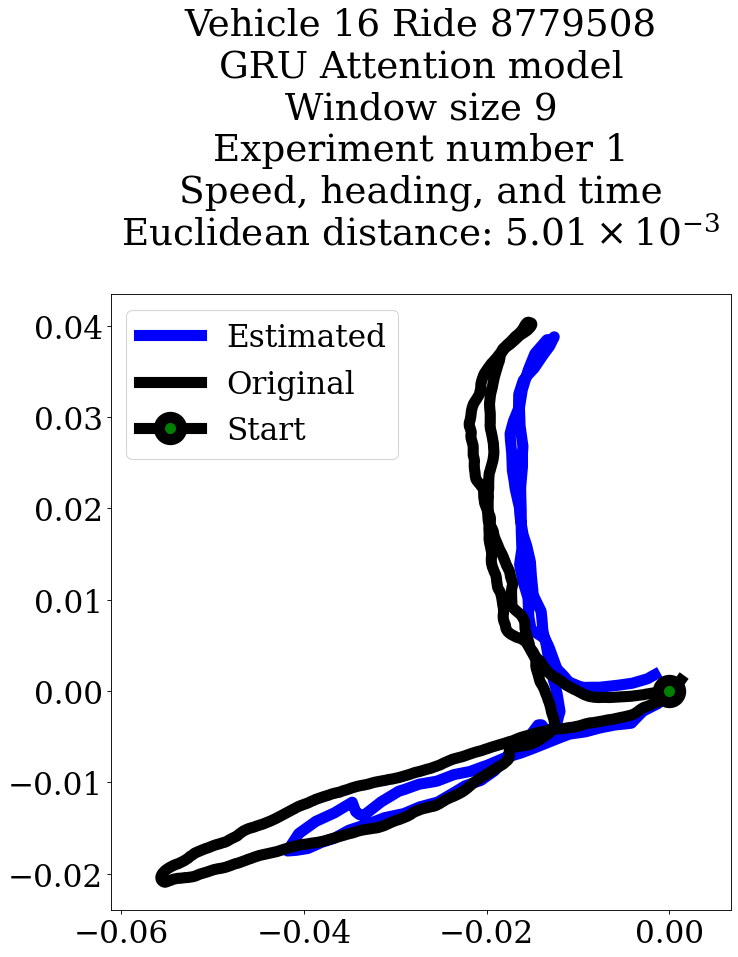 Vehicle 16 Ride 8779508
GRU Attention model
Window size 9
Experiment number 1
Speed, heading, and time
Euclidean distance: 5.01 × 10⁻³
Estimated
Original
Start
0.04
0.03
0.02
0.01
0.00
−0.01
−0.02
−0.06 −0.04 −0.02 0.00